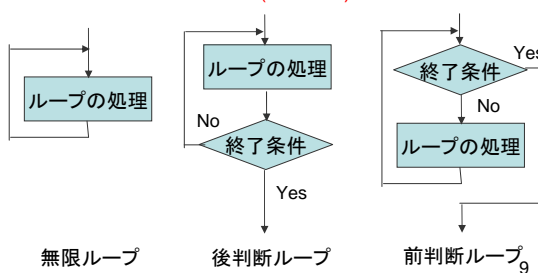 ループの処理
無限ループ
ループの処理
No
終了条件
Yes
後判断ループ
終了条件
Yes
No
ループの処理
前判断ループ
9